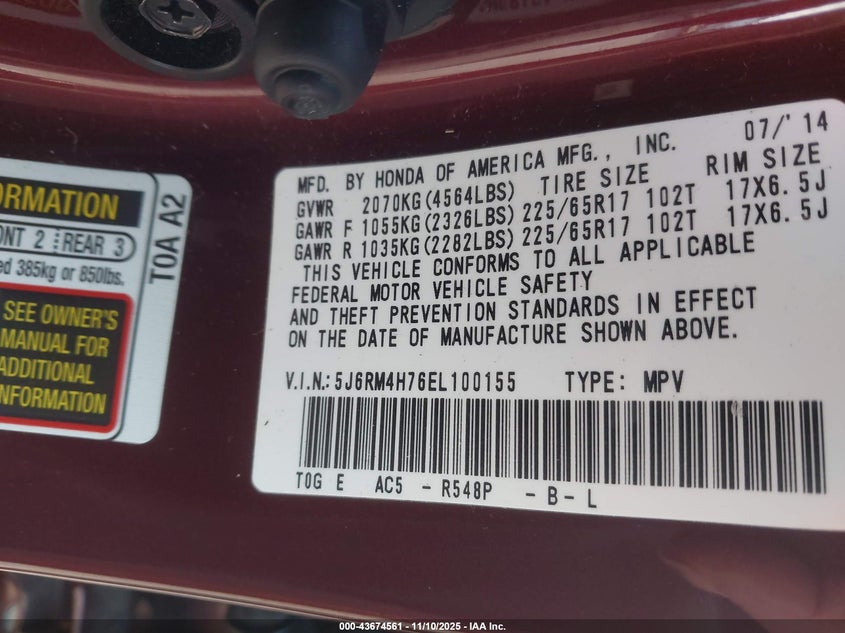 ORMATION
ONT 2 REAR 3
ed 385kg or 850lbs.
SEE OWNER'S
MANUAL FOR
ADDITIONAL
INFORMATION
T0A A2
07/'14
MFD. BY HONDA OF AMERICA MFG., INC.
GVWR 2070KG(4564LBS) TIRE SIZE RIM SIZE
GAWR F 1055KG(2326LBS) 225/65R17 102T 17X6.5J
GAWR R 1035KG(2282LBS) 225/65R17 102T 17X6.5J
THIS VEHICLE CONFORMS TO ALL APPLICABLE
FEDERAL MOTOR VEHICLE SAFETY
AND THEFT PREVENTION STANDARDS IN EFFECT
ON THE DATE OF MANUFACTURE SHOWN ABOVE.
V.I.N.: 5J6RM4H76EL100155 TYPE: MPV
T0G E AC5 - R548P - B - L
000-43674561 - 11/10/2025 - IAA Inc.